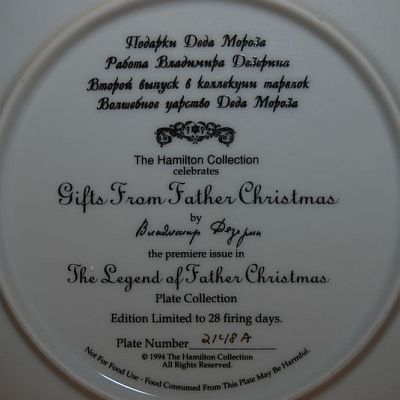 Подарки Деда Мороза
Работа Владимира Дезерина
Второй выпуск в коллекции тарелок
Волшебное царство Деда Мороза
The Hamilton Collection
celebrates
Gifts From Father Christmas
by
Владимир Дезерин
the premiere issue in
The Legend of Father Christmas
Plate Collection
Edition Limited to 28 firing days.
Plate Number 2148A
© 1994 The Hamilton Collection
All Rights Reserved.
Not For Food Use - Food Consumed From This Plate May Be Harmful.